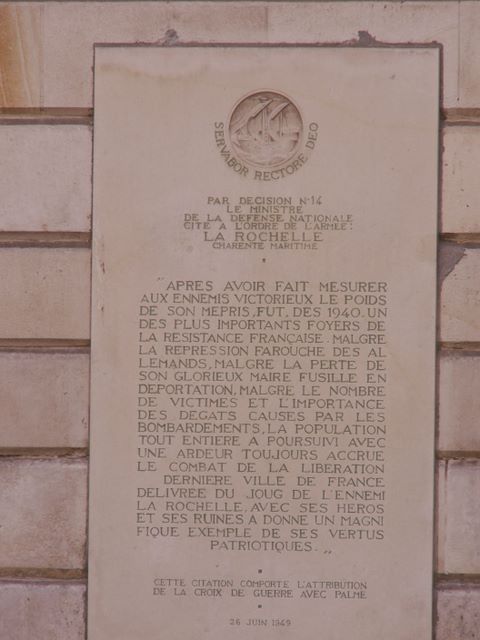 SERVABOR RECTORE DEO
PAR DECISION N°14
LE MINISTRE
DE LA DEFENSE NATIONALE
CITE A L'ORDRE DE L'ARMEE:
LA ROCHELLE
CHARENTE MARITIME
"APRES AVOIR FAIT MESURER
AUX ENNEMIS VICTORIEUX LE POIDS
DE SON MEPRIS, FUT, DES 1940. UN
DES PLUS IMPORTANTS FOYERS DE
LA RESISTANCE FRANÇAISE. MALGRE
LA REPRESSION FAROUCHE DES AL
LEMANDS, MALGRE LA PERTE DE
SON GLORIEUX MAIRE FUSILLE EN
DEPORTATION, MALGRE LE NOMBRE
DE VICTIMES ET L'IMPORTANCE
DES DEGATS CAUSES PAR LES
BOMBARDEMENTS, LA POPULATION
TOUT ENTIERE A POURSUIVI AVEC
UNE ARDEUR TOUJOURS ACCRUE
LE COMBAT DE LA LIBERATION
DERNIERE VILLE DE FRANCE
DELIVREE DU JOUG DE L'ENNEMI
LA ROCHELLE, AVEC SES HEROS
ET SES RUINES A DONNE UN MAGNI
FIQUE EXEMPLE DE SES VERTUS
PATRIOTIQUES. „
CETTE CITATION COMPORTE L'ATTRIBUTION
DE LA CROIX DE GUERRE AVEC PALME
26 JUIN 1949